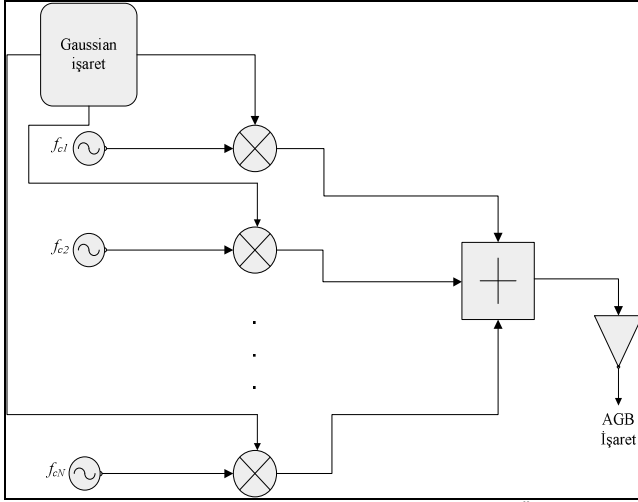 Gaussian
işaret
fc1
fc2
.
.
.
fcN
AGB
İşaret